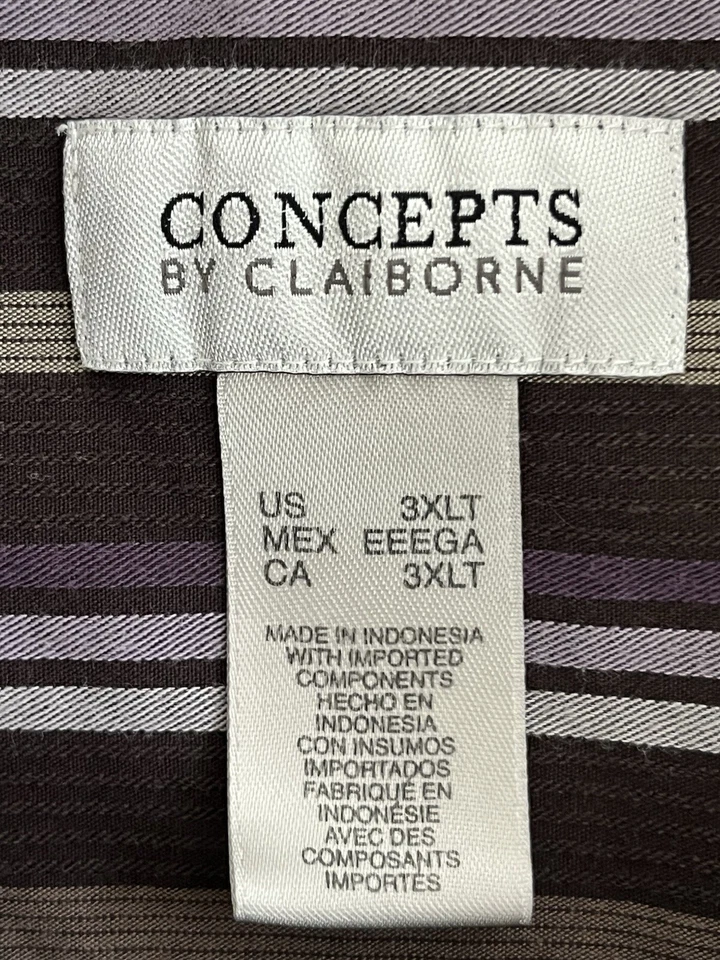 CONCEPTS
BY CLAIBORNE
US 3XLT
MEX EEEGA
CA 3XLT
MADE IN INDONESIA
WITH IMPORTED
COMPONENTS
HECHO EN
INDONESIA
CON INSUMOS
IMPORTADOS
FABRIQUÉ EN
INDONÉSIE
AVEC DES
COMPOSANTS
IMPORTÉS